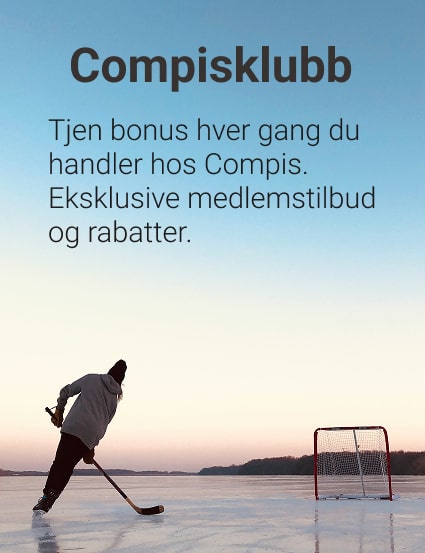 Compisklubb
Tjen bonus hver gang du
handler hos Compis.
Eksklusive medlemstilbud
og rabatter.